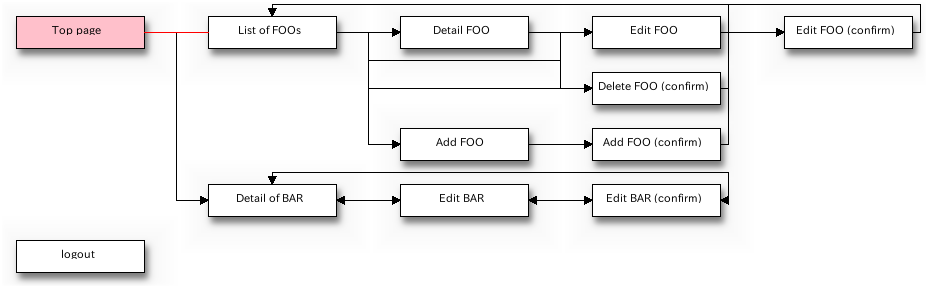 Top page
List of FOOs
Detail FOO
Edit FOO
Edit FOO (confirm)
Delete FOO (confirm)
Add FOO
Add FOO (confirm)
Detail of BAR
Edit BAR
Edit BAR (confirm)
logout